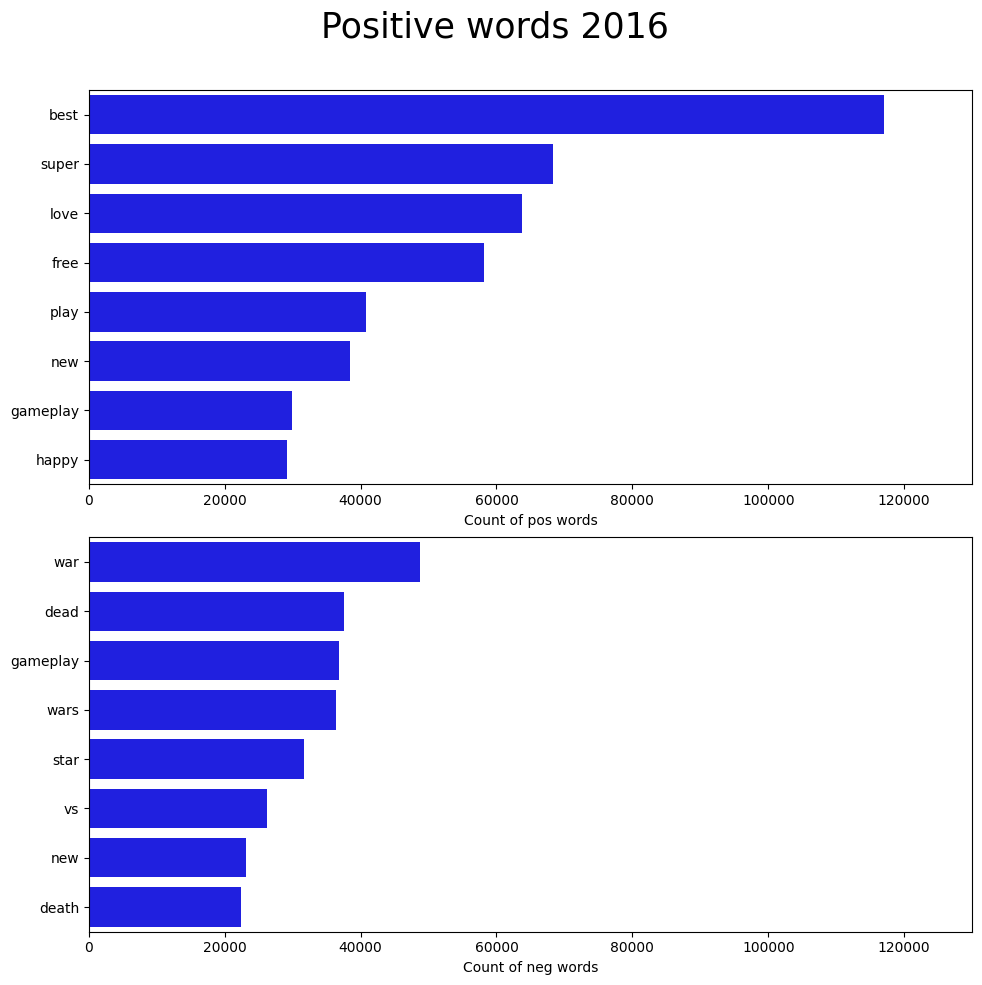 Positive words 2016
best
super
love
free
play
new
gameplay
happy
0 20000 40000 60000 80000 100000 120000
Count of pos words
war
dead
gameplay
wars
star
vs
new
death
0 20000 40000 60000 80000 100000 120000
Count of neg words